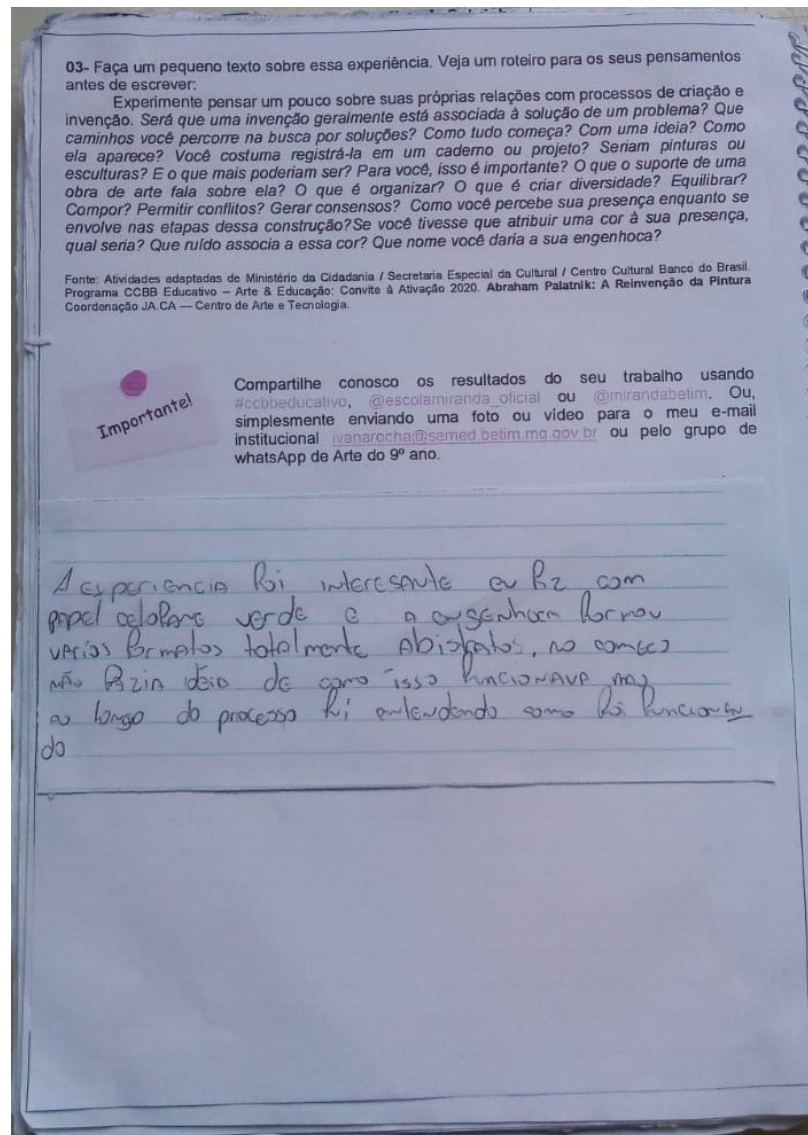 03- Faça um pequeno texto sobre essa experiência. Veja um roteiro para os seus pensamentos
antes de escrever:
Experimente pensar um pouco sobre suas próprias relações com processos de criação e
invenção. Será que uma invenção geralmente está associada à solução de um problema? Que
caminhos você percorre na busca por soluções? Como tudo começa? Com uma ideia? Como
ela aparece? Você costuma registrá-la em um caderno ou projeto? Seriam pinturas ou
esculturas? E o que mais poderiam ser? Para você, isso é importante? O que o suporte de uma
obra de arte fala sobre ela? O que é organizar? O que é criar diversidade? Equilibrar?
Compor? Permitir conflitos? Gerar consensos? Como você percebe sua presença enquanto se
envolve nas etapas dessa construção?Se você tivesse que atribuir uma cor à sua presença,
qual seria? Que ruído associa a essa cor? Que nome você daria a sua engenhoca?
Fonte: Atividades adaptadas do Ministério da Cidadania / Secretaria Especial da Cultural / Centro Cultural Banco do Brasil.
Programa CCBB Educativo – Arte & Educação: Convite à Ativação 2020. Abraham Palatnik: A Reinvenção da Pintura
Coordenação JA.CA — Centro de Arte e Tecnologia.
Importante!
Compartilhe conosco os resultados do seu trabalho usando
#ccbbeducativo, @escolamiranda_oficial ou @mirandabetim. Ou,
simplesmente enviando uma foto ou vídeo para o meu e-mail
institucional ivanarocha@semed.betim.mg.gov.br ou pelo grupo de
whatsApp de Arte do 9º ano.
A experiencia foi interesante eu fiz com
papel celofane verde e a engenhoca formou
varios formatos totalmente abistratos, no começo
não fazia ideia de como isso funcionava mas
ao longo do processo fui entendendo como foi funcionan
do